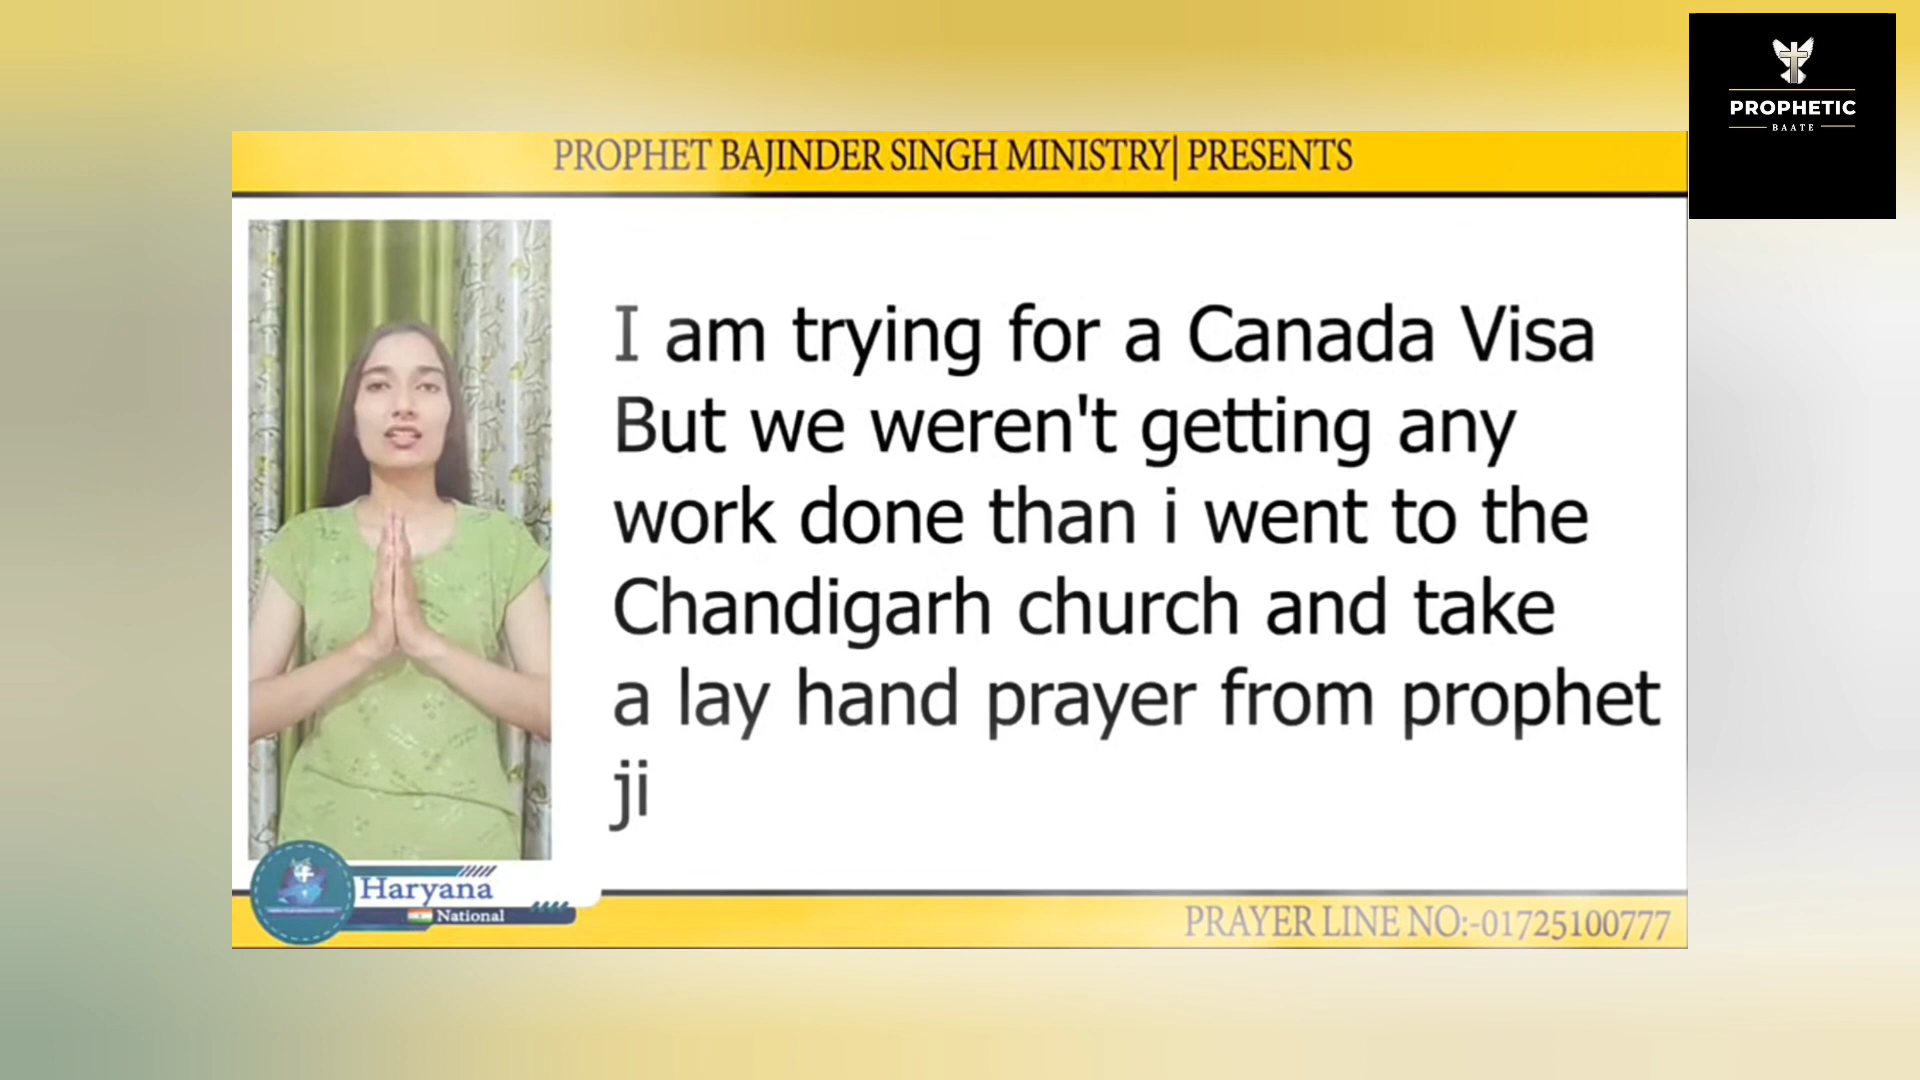 PROPHETIC
BAATE
PROPHET BAJINDER SINGH MINISTRY| PRESENTS
I am trying for a Canada Visa
But we weren't getting any
work done than i went to the
Chandigarh church and take
a lay hand prayer from prophet
ji
Haryana
National
PRAYER LINE NO:-01725100777